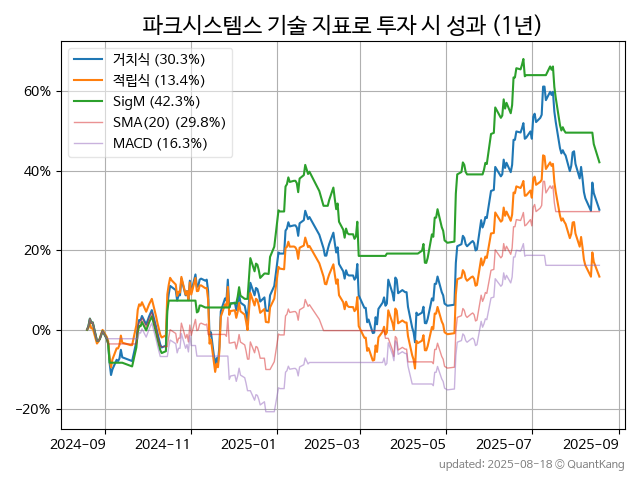 파크시스템스 기술 지표로 투자 시 성과 (1년)
거치식 (30.3%)
적립식 (13.4%)
SigM (42.3%)
SMA(20) (29.8%)
MACD (16.3%)
60%
40%
20%
0%
−20%
2024-09 2024-11 2025-01 2025-03 2025-05 2025-07 2025-09
updated: 2025-08-18 © QuantKang